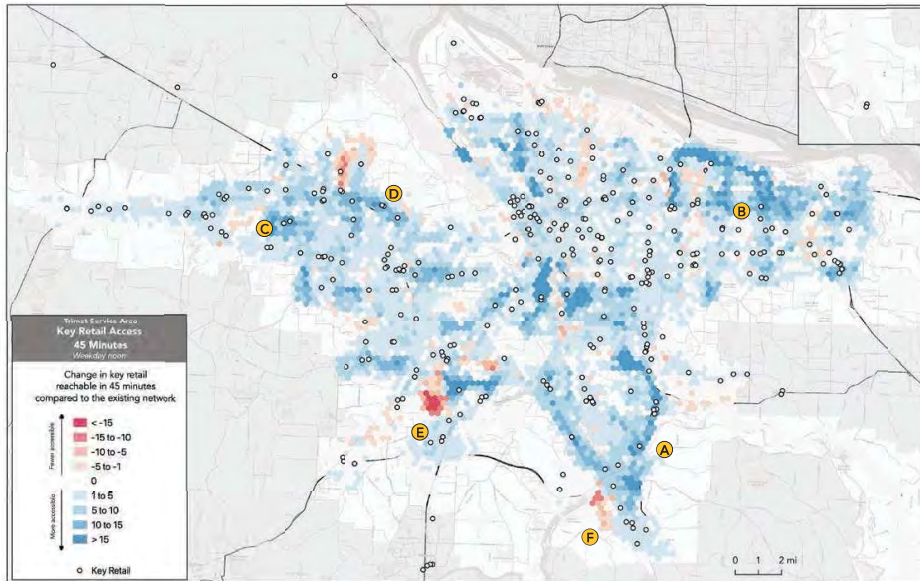 D
B
C
TriMet Service Area
Key Retail Access
45 Minutes
Weekday noon
Change in key retail
reachable in 45 minutes
compared to the existing network
Fewer accessible
< -15
-15 to -10
-10 to -5
-5 to -1
0
1 to 5
5 to 10
10 to 15
> 15
More accessible
Key Retail
E
A
F
0 1 2 mi